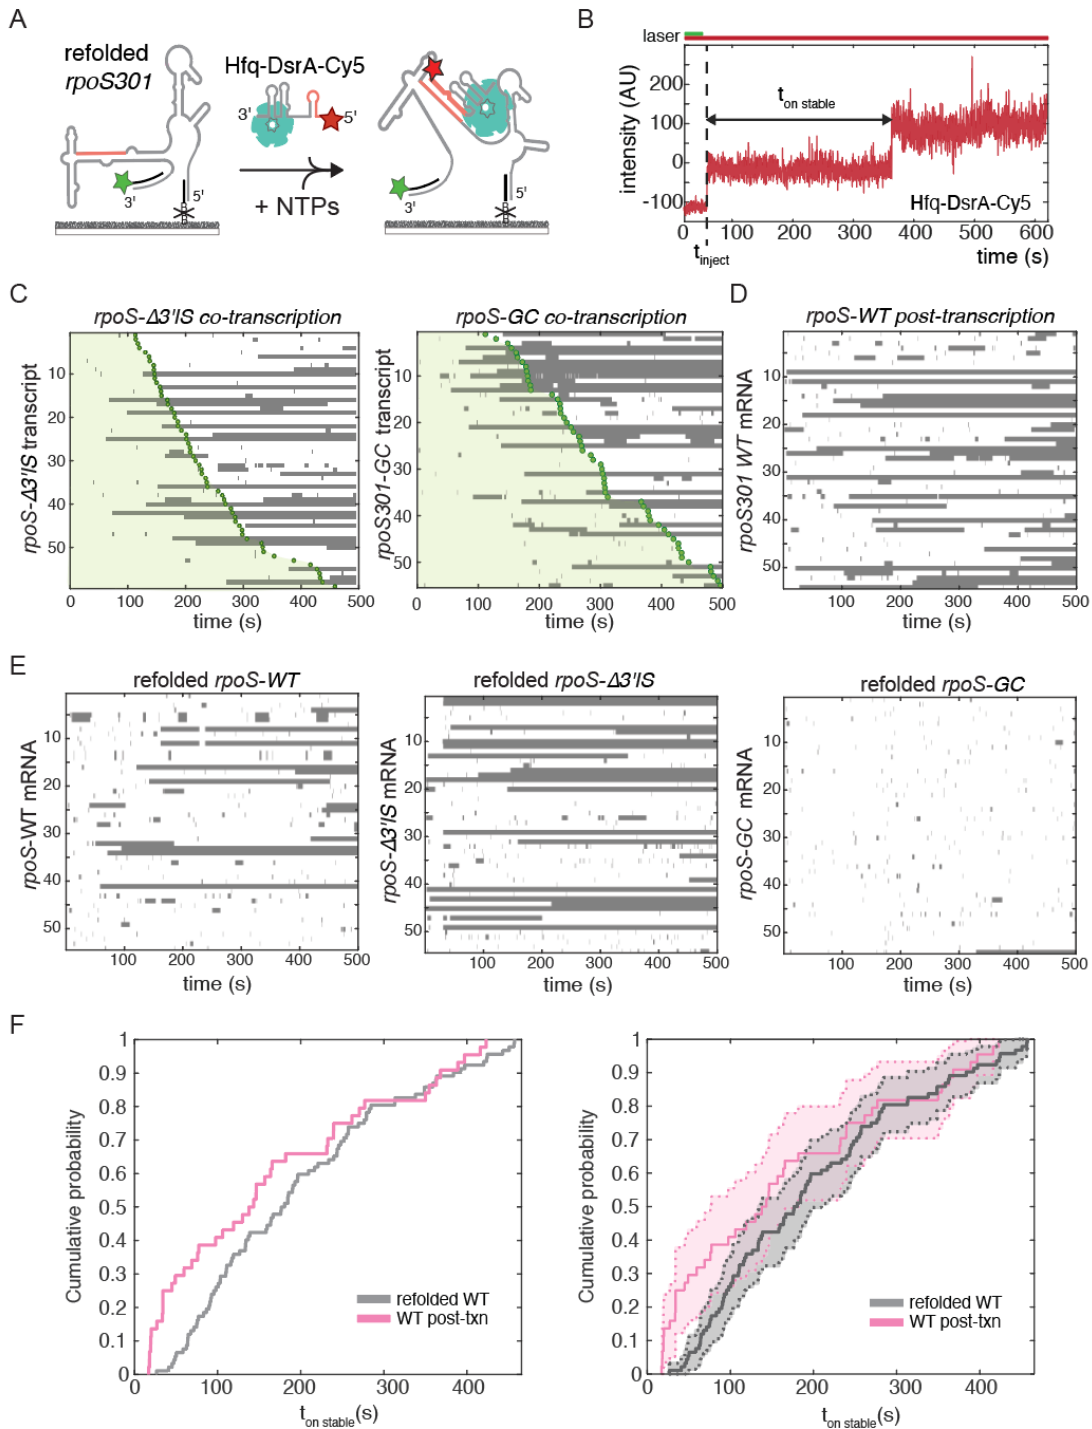 A
refolded
rpoS301
Hfq-DsrA-Cy5
3'
5'
+ NTPs
3'
5'
3'
5'
B
laser
intensity (AU)
200
100
0
-100
t on stable
Hfq-DsrA-Cy5
0
100
200
300
400
500
600
t inject
time (s)
C
rpoS-Δ3'IS co-transcription
rpoS-Δ3'IS transcript
10
20
30
40
50
0
100
200
300
400
500
time (s)
rpoS-GC co-transcription
rpoS301-GC transcript
10
20
30
40
50
0
100
200
300
400
500
time (s)
D
rpoS-WT post-transcription
rpoS301 WT mRNA
10
20
30
40
50
100
200
300
400
500
time (s)
E
refolded rpoS-WT
rpoS-WT mRNA
10
20
30
40
50
100
200
300
400
500
time (s)
refolded rpoS-Δ3'IS
rpoS-Δ3'IS mRNA
10
20
30
40
50
100
200
300
400
500
time (s)
refolded rpoS-GC
rpoS-GC mRNA
10
20
30
40
50
100
200
300
400
500
time (s)
F
Cumulative probability
1
0.9
0.8
0.7
0.6
0.5
0.4
0.3
0.2
0.1
0
refolded WT
WT post-txn
0
100
200
300
400
t on stable (s)
Cumulative probability
1
0.9
0.8
0.7
0.6
0.5
0.4
0.3
0.2
0.1
0
refolded WT
WT post-txn
0
100
200
300
400
t on stable (s)